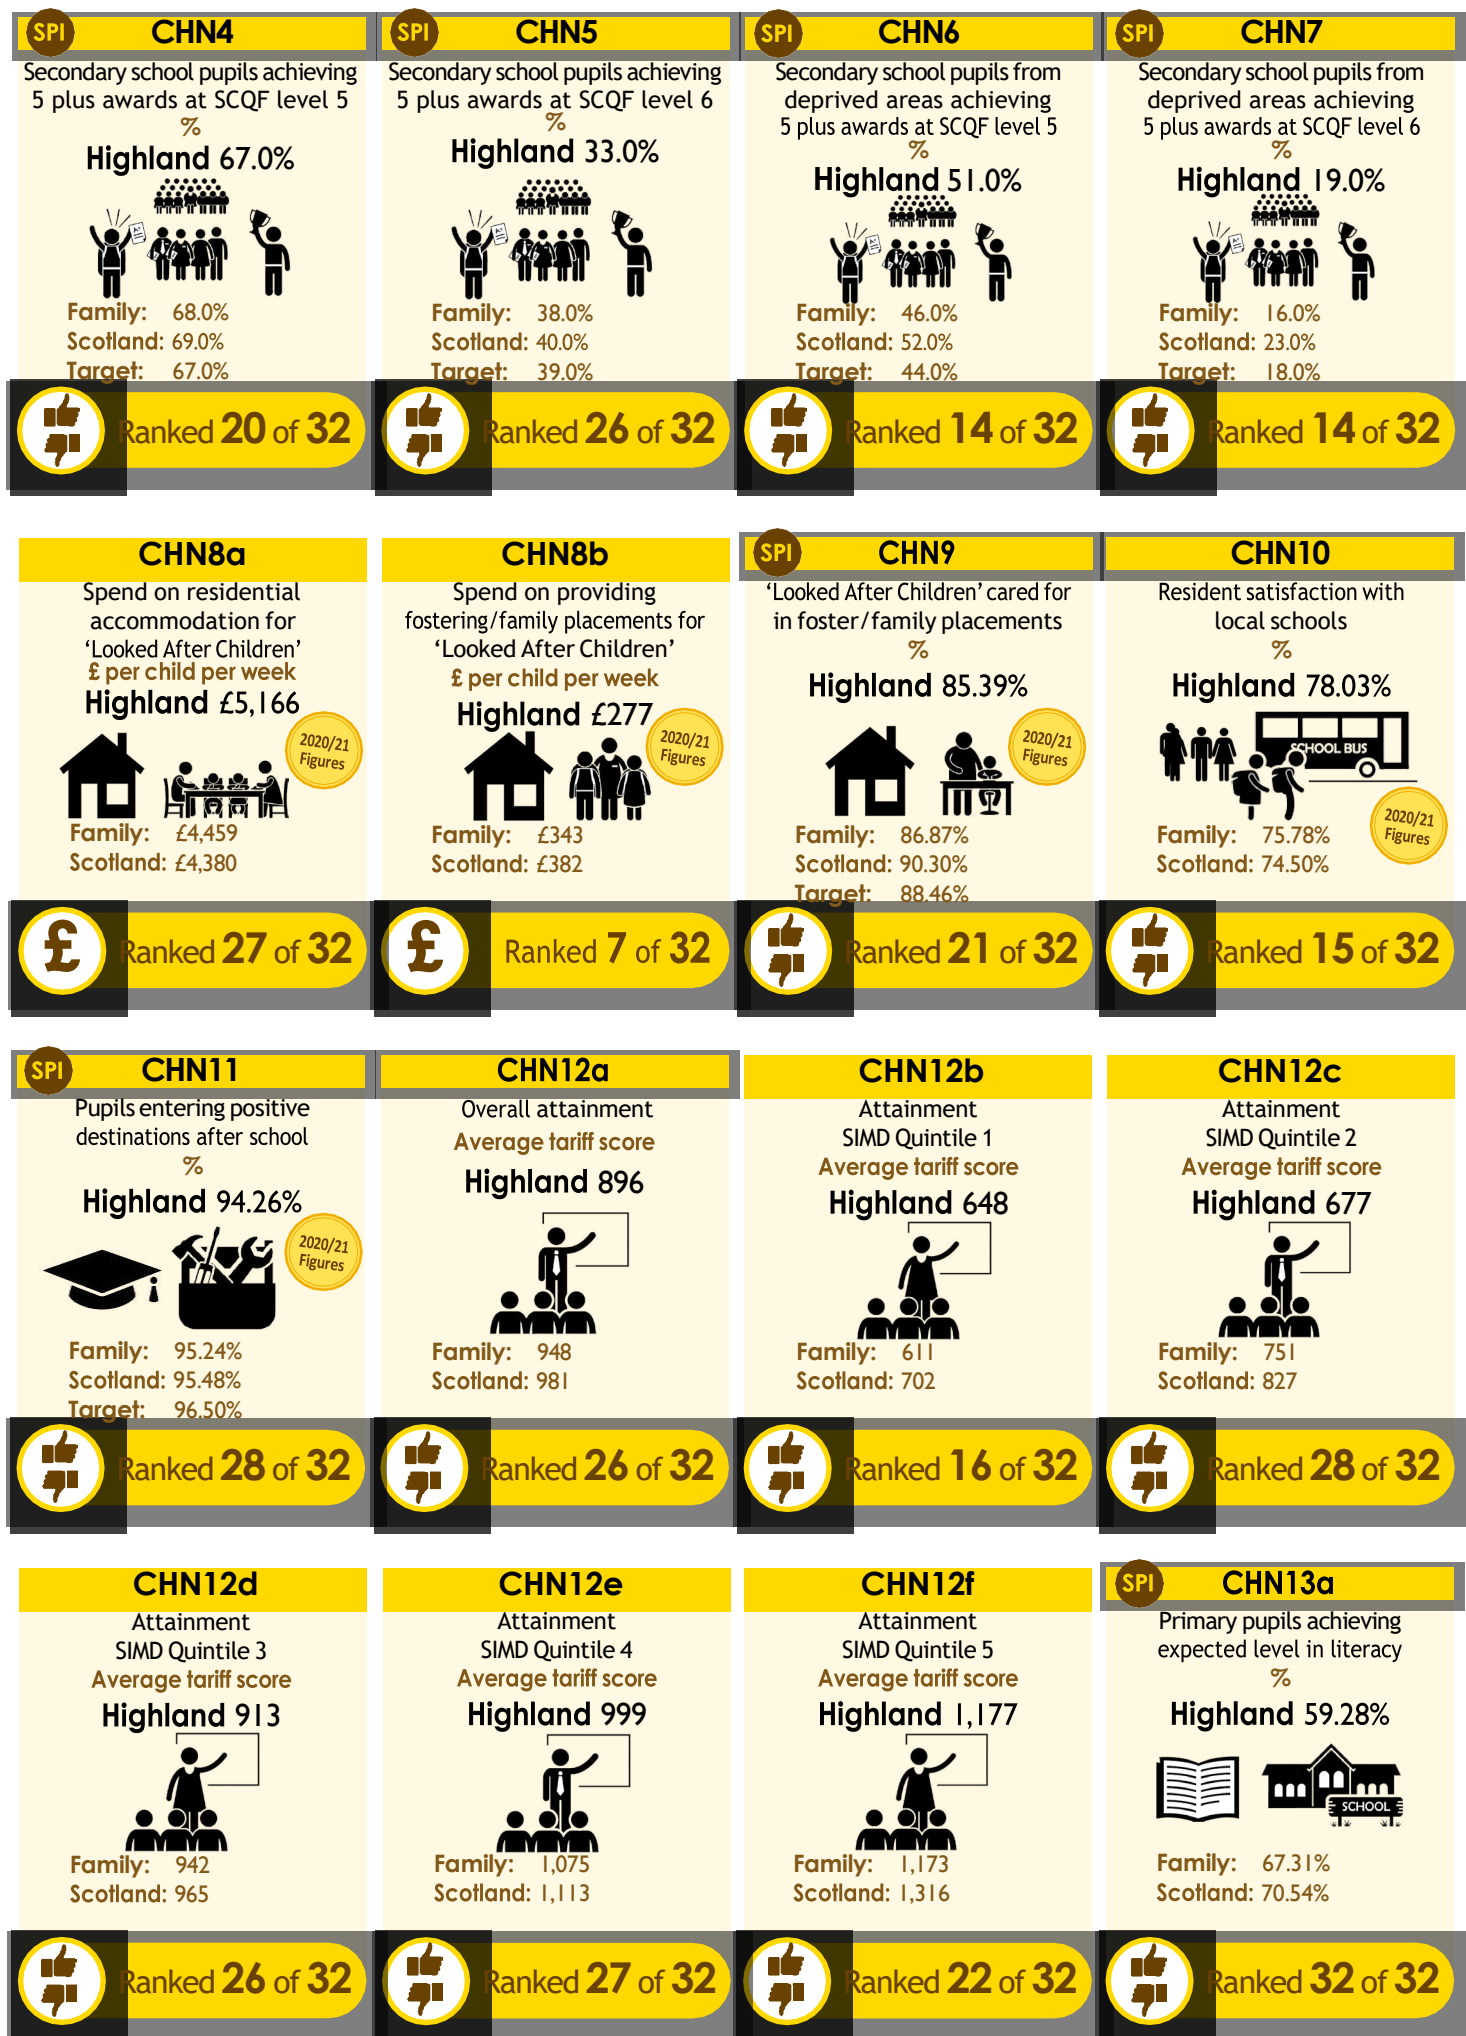 SPI
CHN4
Secondary school pupils achieving
5 plus awards at SCQF level 5
%
Highland 67.0%
Family: 68.0%
Scotland: 69.0%
Target: 67.0%
Ranked 20 of 32
SPI
CHN5
Secondary school pupils achieving
5 plus awards at SCQF level 6
%
Highland 33.0%
Family: 38.0%
Scotland: 40.0%
Target: 39.0%
Ranked 26 of 32
SPI
CHN6
Secondary school pupils from
deprived areas achieving
5 plus awards at SCQF level 5
%
Highland 51.0%
Family: 46.0%
Scotland: 52.0%
Target: 44.0%
Ranked 14 of 32
SPI
CHN7
Secondary school pupils from
deprived areas achieving
5 plus awards at SCQF level 6
%
Highland 19.0%
Family: 16.0%
Scotland: 23.0%
Target: 18.0%
Ranked 14 of 32
CHN8a
Spend on residential
accommodation for
‘Looked After Children’
£ per child per week
Highland £5,166
2020/21
Figures
Family: £4,459
Scotland: £4,380
£
Ranked 27 of 32
CHN8b
Spend on providing
fostering/family placements for
‘Looked After Children’
£ per child per week
Highland £277
2020/21
Figures
Family: £343
Scotland: £382
£
Ranked 7 of 32
SPI
CHN9
‘Looked After Children’ cared for
in foster/family placements
%
Highland 85.39%
2020/21
Figures
Family: 86.87%
Scotland: 90.30%
Target: 88.46%
Ranked 21 of 32
CHN10
Resident satisfaction with
local schools
%
Highland 78.03%
SCHOOL BUS
2020/21
Figures
Family: 75.78%
Scotland: 74.50%
Ranked 15 of 32
SPI
CHN11
Pupils entering positive
destinations after school
%
Highland 94.26%
2020/21
Figures
Family: 95.24%
Scotland: 95.48%
Target: 96.50%
Ranked 28 of 32
CHN12a
Overall attainment
Average tariff score
Highland 896
Family: 948
Scotland: 981
Ranked 26 of 32
CHN12b
Attainment
SIMD Quintile 1
Average tariff score
Highland 648
Family: 611
Scotland: 702
Ranked 16 of 32
CHN12c
Attainment
SIMD Quintile 2
Average tariff score
Highland 677
Family: 751
Scotland: 827
Ranked 28 of 32
CHN12d
Attainment
SIMD Quintile 3
Average tariff score
Highland 913
Family: 942
Scotland: 965
Ranked 26 of 32
CHN12e
Attainment
SIMD Quintile 4
Average tariff score
Highland 999
Family: 1,075
Scotland: 1,113
Ranked 27 of 32
CHN12f
Attainment
SIMD Quintile 5
Average tariff score
Highland 1,177
Family: 1,173
Scotland: 1,316
Ranked 22 of 32
SPI
CHN13a
Primary pupils achieving
expected level in literacy
%
Highland 59.28%
SCHOOL
Family: 67.31%
Scotland: 70.54%
Ranked 32 of 32